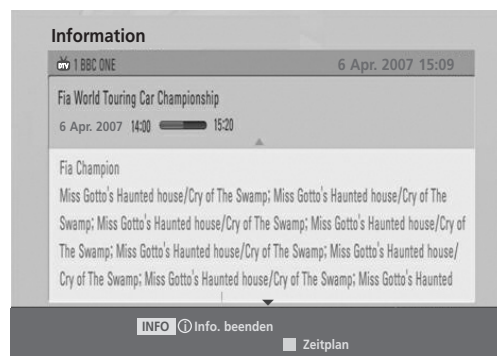 Information
DTV 1 BBC ONE 6 Apr. 2007 15:09
Fia World Touring Car Championship
6 Apr. 2007 14:00 15:20
Fia Champion
Miss Gotto's Haunted house/Cry of The Swamp; Miss Gotto's Haunted house/Cry of The
Swamp; Miss Gotto's Haunted house/Cry of The Swamp; Miss Gotto's Haunted house/Cry of
The Swamp; Miss Gotto's Haunted house/Cry of The Swamp; Miss Gotto's Haunted house/
Cry of The Swamp; Miss Gotto's Haunted house/Cry of The Swamp; Miss Gotto's Haunted
INFO i Info. beenden
Zeitplan